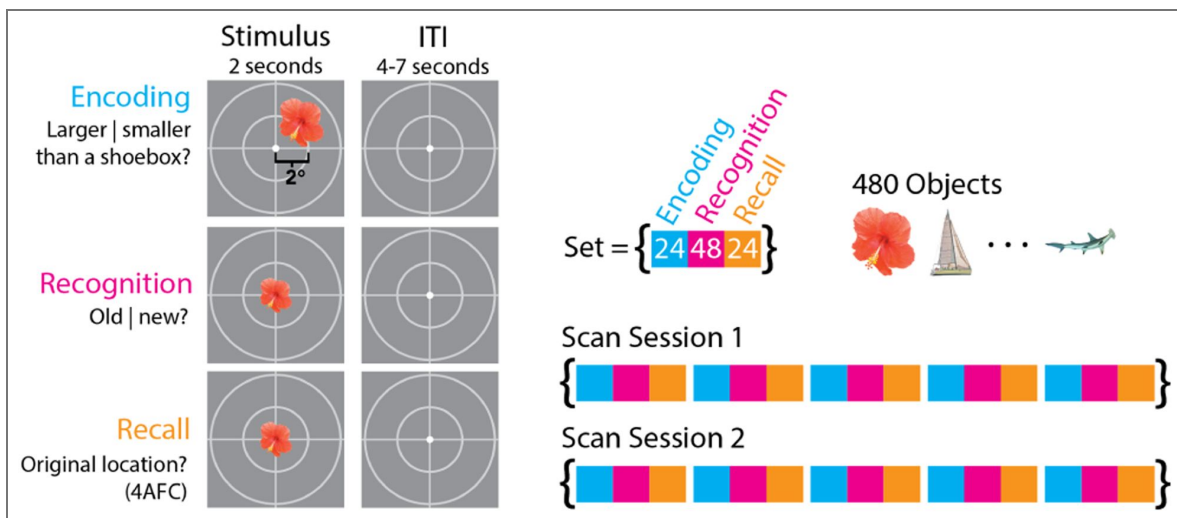 Stimulus
2 seconds
ITI
4-7 seconds
Encoding
Larger | smaller
than a shoebox?
2°
Recognition
Old | new?
Recall
Original location?
(4AFC)
Encoding
Recognition
Recall
Set = {24 48 24}
480 Objects
...
Scan Session 1
{ }
Scan Session 2
{ }